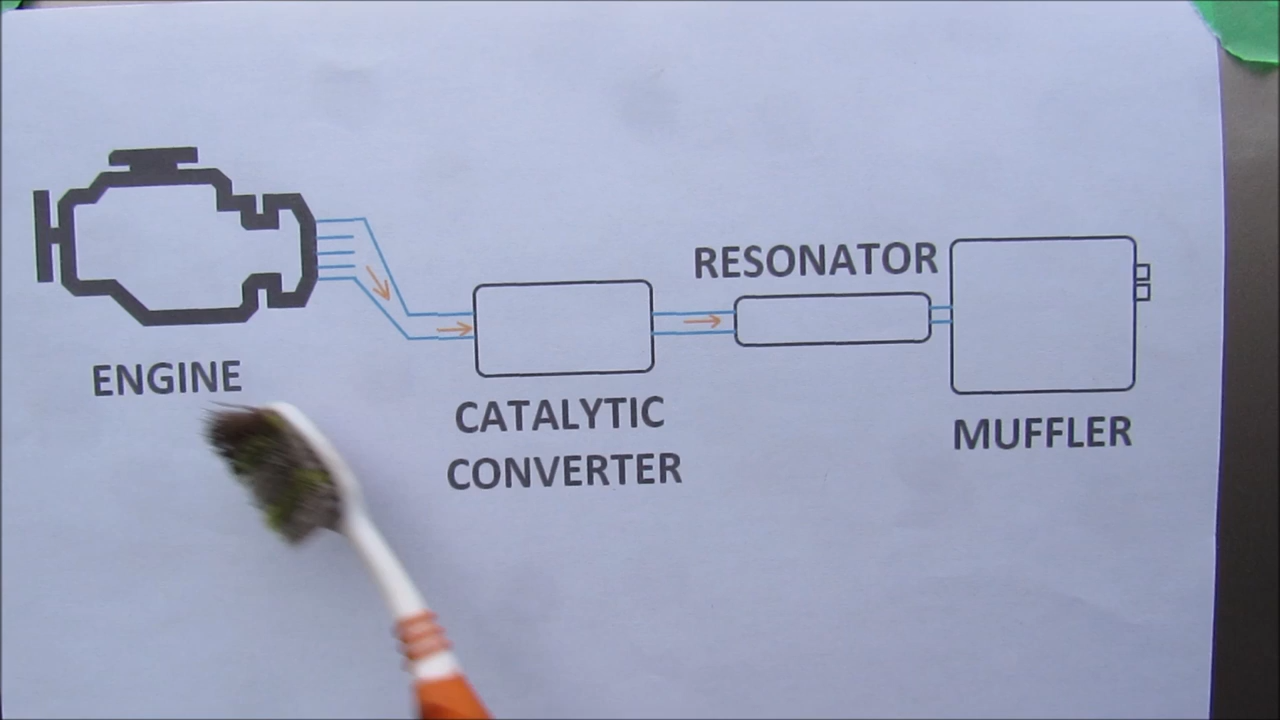 ENGINE
CATALYTIC
CONVERTER
RESONATOR
MUFFLER